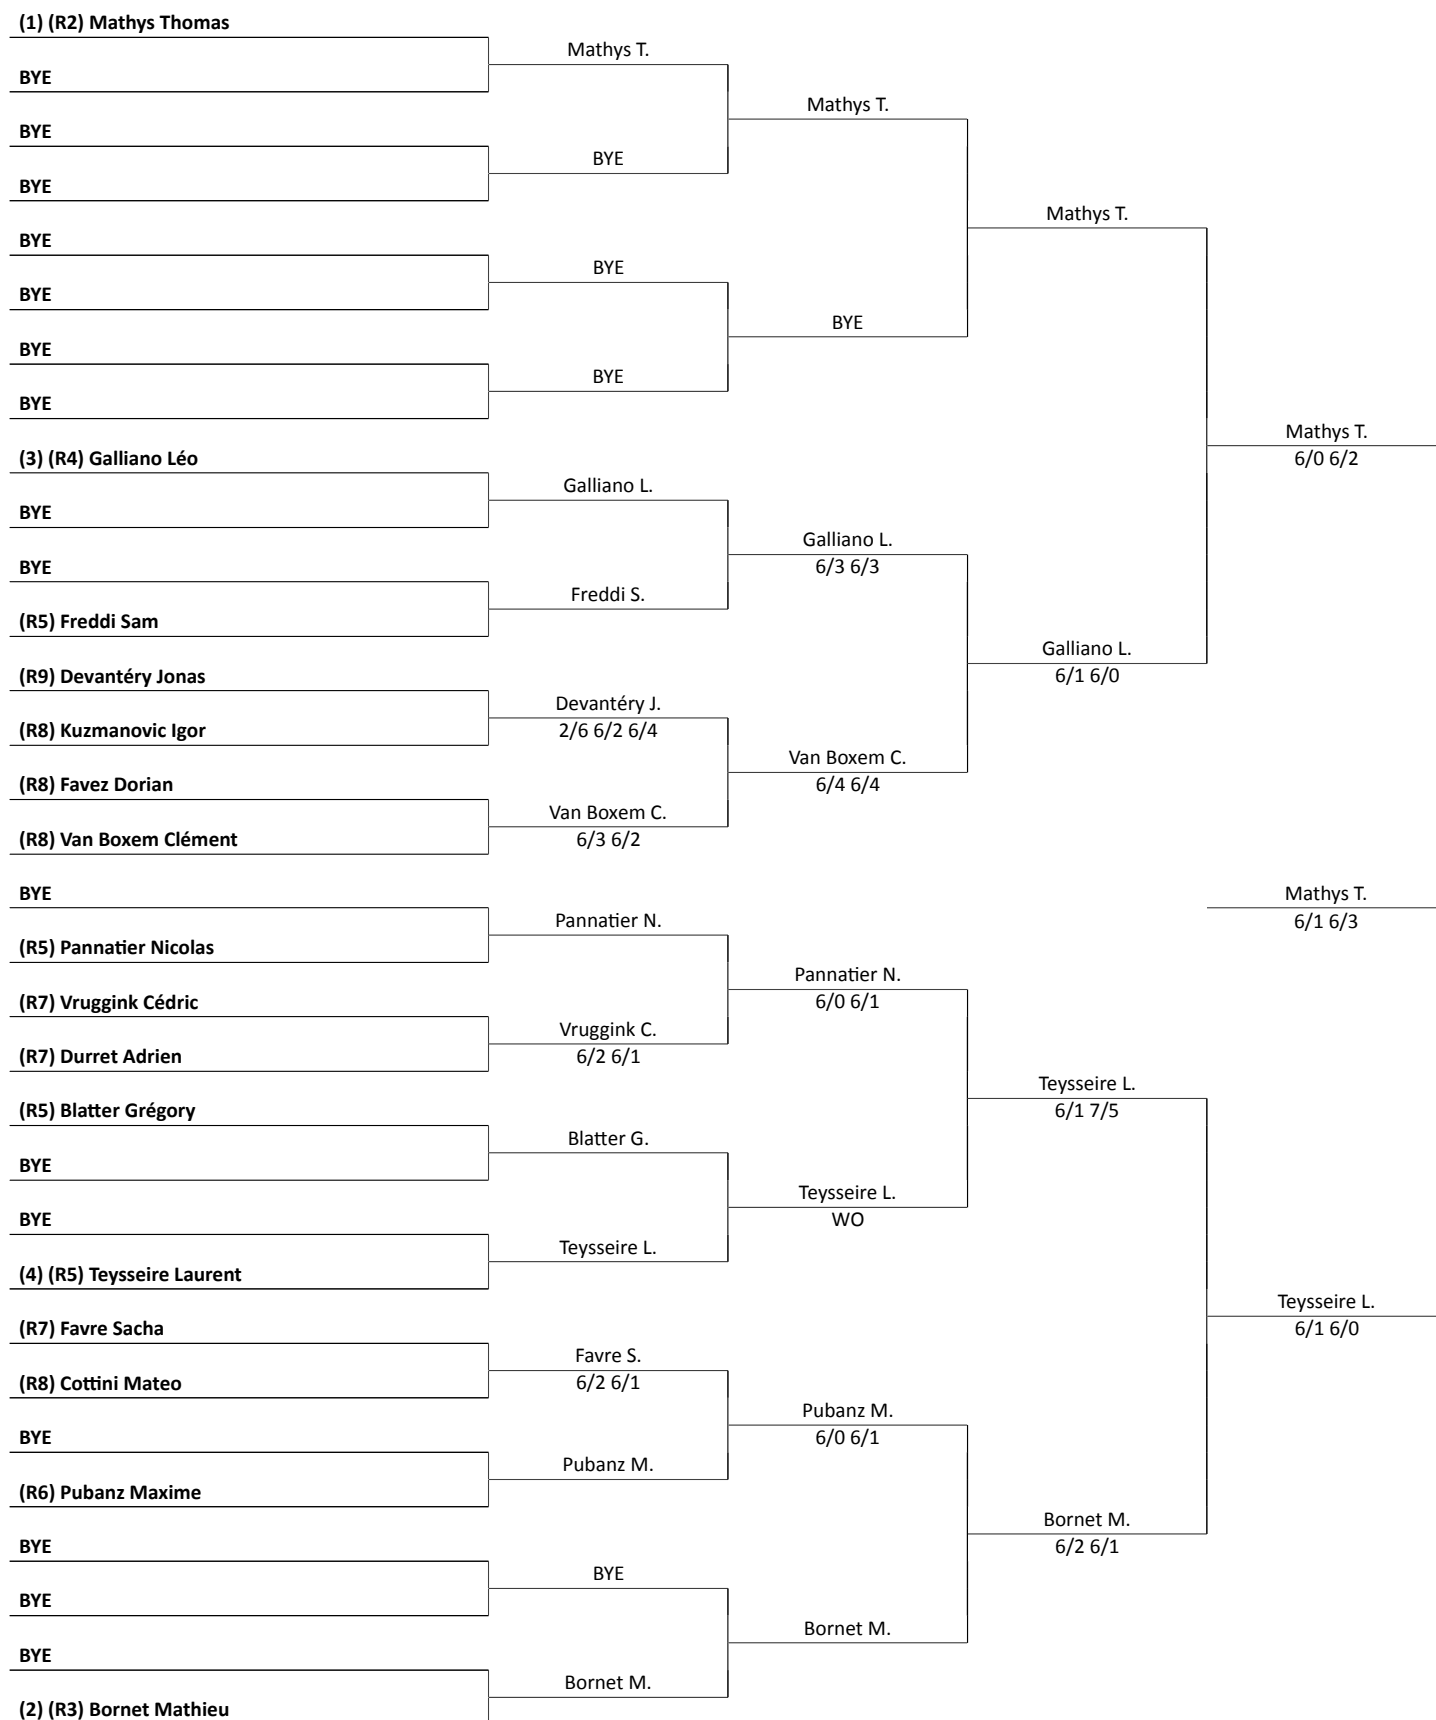 (1) (R2) Mathys Thomas
Mathys T.
BYE
Mathys T.
BYE
BYE
BYE
Mathys T.
BYE
BYE
BYE
BYE
BYE
BYE
BYE
Mathys T.
6/0 6/2
(3) (R4) Galliano Léo
Galliano L.
BYE
Galliano L.
6/3 6/3
BYE
Freddi S.
(R5) Freddi Sam
Galliano L.
6/1 6/0
(R9) Devantéry Jonas
Devantéry J.
2/6 6/2 6/4
(R8) Kuzmanovic Igor
Van Boxem C.
6/4 6/4
(R8) Favez Dorian
Van Boxem C.
6/3 6/2
(R8) Van Boxem Clément
BYE
Mathys T.
6/1 6/3
Pannatier N.
(R5) Pannatier Nicolas
Pannatier N.
6/0 6/1
(R7) Vruggink Cédric
Vruggink C.
6/2 6/1
(R7) Durret Adrien
Teysseire L.
6/1 7/5
(R5) Blatter Grégory
Blatter G.
BYE
Teysseire L.
WO
BYE
Teysseire L.
(4) (R5) Teysseire Laurent
Teysseire L.
6/1 6/0
(R7) Favre Sacha
Favre S.
6/2 6/1
(R8) Cottini Mateo
Pubanz M.
6/0 6/1
BYE
Pubanz M.
(R6) Pubanz Maxime
Bornet M.
6/2 6/1
BYE
BYE
BYE
Bornet M.
BYE
Bornet M.
(2) (R3) Bornet Mathieu